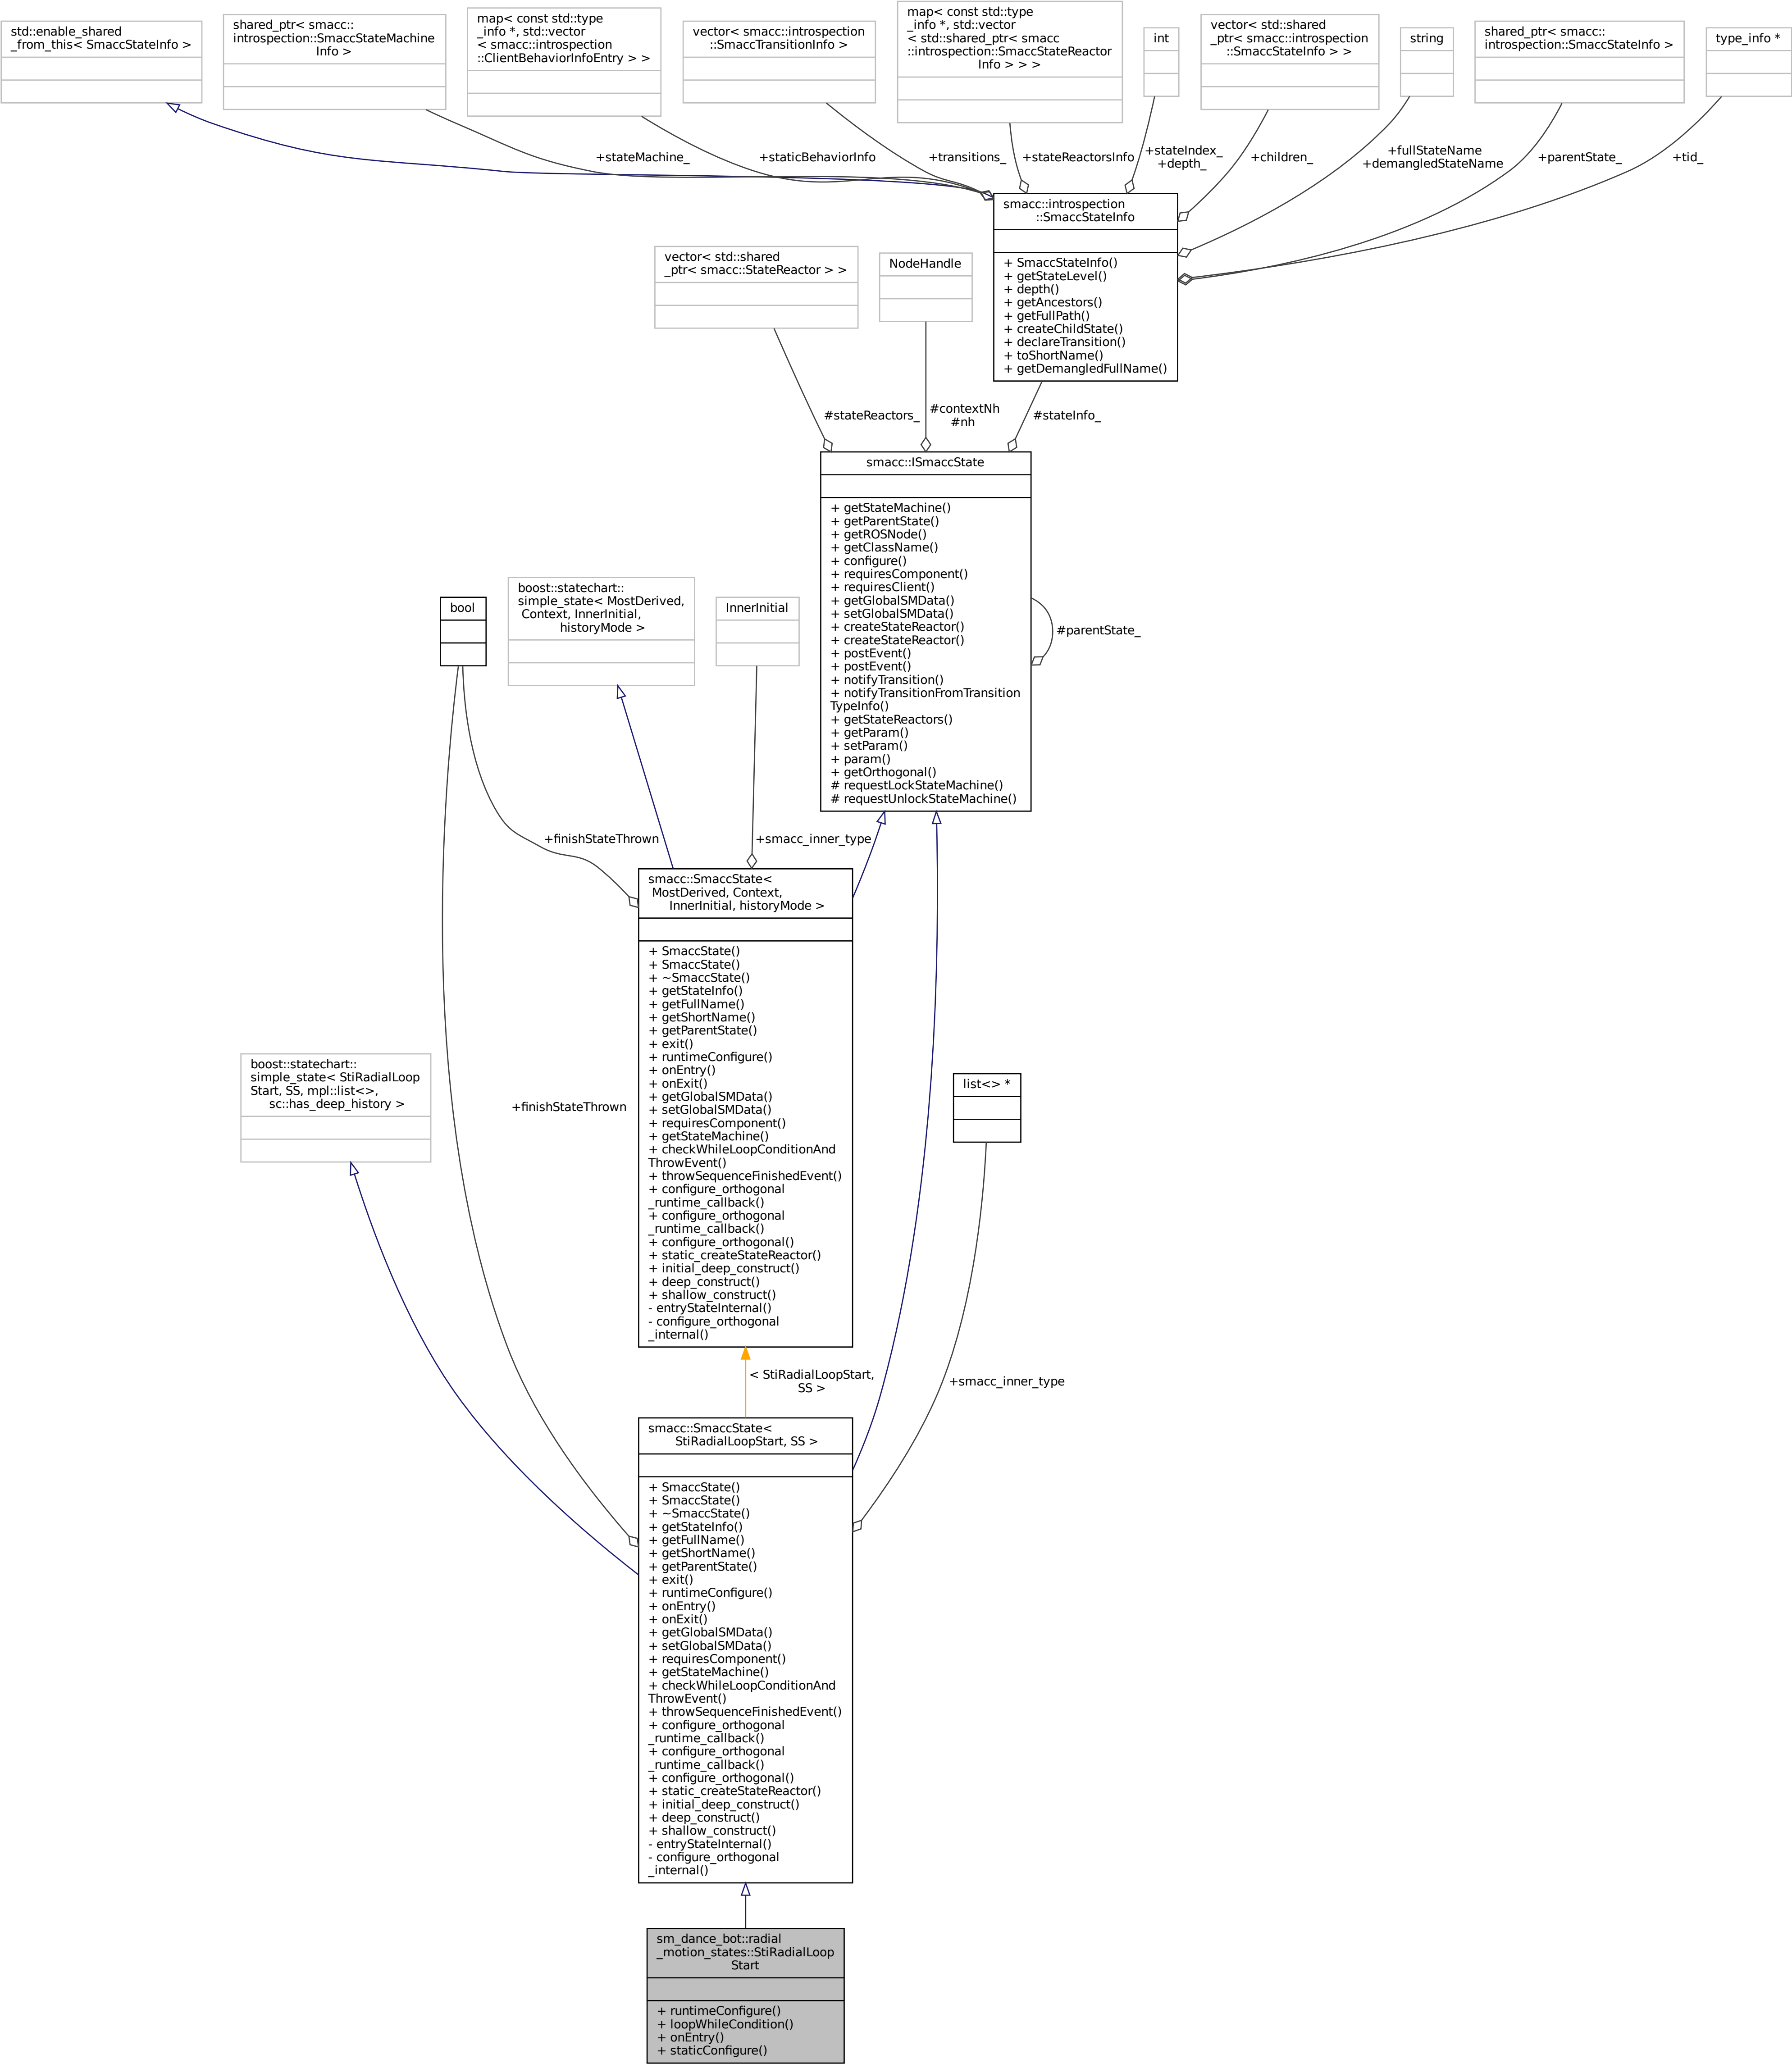 std::enable_shared
_from_this< SmaccStateInfo >
shared_ptr< smacc::
introspection::SmaccStateMachine
Info >
map< const std::type
_info *, std::vector
< smacc::introspection
::ClientBehaviorInfoEntry > >
vector< smacc::introspection
::SmaccTransitionInfo >
map< const std::type
_info *, std::vector
< std::shared_ptr< smacc
::introspection::SmaccStateReactor
Info > > >
int
vector< std::shared
_ptr< smacc::introspection
::SmaccStateInfo > >
string
shared_ptr< smacc::
introspection::SmaccStateInfo >
type_info *
+stateMachine_
+staticBehaviorInfo
+transitions_
+stateReactorsInfo
+stateIndex_
+depth_
+children_
+fullStateName
+demangledStateName
+parentState_
+tid_
smacc::introspection
::SmaccStateInfo
+ SmaccStateInfo()
+ getStateLevel()
+ depth()
+ getAncestors()
+ getFullPath()
+ createChildState()
+ declareTransition()
+ toShortName()
+ getDemangledFullName()
vector< std::shared
_ptr< smacc::StateReactor > >
NodeHandle
#stateReactors_
#contextNh
#nh
#stateInfo_
smacc::ISmaccState
+ getStateMachine()
+ getParentState()
+ getROSNode()
+ getClassName()
+ configure()
+ requiresComponent()
+ requiresClient()
+ getGlobalSMData()
+ setGlobalSMData()
+ createStateReactor()
+ createStateReactor()
+ postEvent()
+ postEvent()
+ notifyTransition()
+ notifyTransitionFromTransition
TypeInfo()
+ getStateReactors()
+ getParam()
+ setParam()
+ param()
+ getOrthogonal()
# requestLockStateMachine()
# requestUnlockStateMachine()
#parentState_
bool
boost::statechart::
simple_state< MostDerived,
Context, InnerInitial,
historyMode >
InnerInitial
+finishStateThrown
+smacc_inner_type
smacc::SmaccState<
MostDerived, Context,
InnerInitial, historyMode >
+ SmaccState()
+ SmaccState()
+ ~SmaccState()
+ getStateInfo()
+ getFullName()
+ getShortName()
+ getParentState()
+ exit()
+ runtimeConfigure()
+ onEntry()
+ onExit()
+ getGlobalSMData()
+ setGlobalSMData()
+ requiresComponent()
+ getStateMachine()
+ checkWhileLoopConditionAnd
ThrowEvent()
+ throwSequenceFinishedEvent()
+ configure_orthogonal
_runtime_callback()
+ configure_orthogonal
_runtime_callback()
+ configure_orthogonal()
+ static_createStateReactor()
+ initial_deep_construct()
+ deep_construct()
+ shallow_construct()
- entryStateInternal()
- configure_orthogonal
_internal()
boost::statechart::
simple_state< StiRadialLoop
Start, SS, mpl::list<>,
sc::has_deep_history >
+finishStateThrown
list<> *
< StiRadialLoopStart,
SS >
+smacc_inner_type
smacc::SmaccState<
StiRadialLoopStart, SS >
+ SmaccState()
+ SmaccState()
+ ~SmaccState()
+ getStateInfo()
+ getFullName()
+ getShortName()
+ getParentState()
+ exit()
+ runtimeConfigure()
+ onEntry()
+ onExit()
+ getGlobalSMData()
+ setGlobalSMData()
+ requiresComponent()
+ getStateMachine()
+ checkWhileLoopConditionAnd
ThrowEvent()
+ throwSequenceFinishedEvent()
+ configure_orthogonal
_runtime_callback()
+ configure_orthogonal
_runtime_callback()
+ configure_orthogonal()
+ static_createStateReactor()
+ initial_deep_construct()
+ deep_construct()
+ shallow_construct()
- entryStateInternal()
- configure_orthogonal
_internal()
sm_dance_bot::radial
_motion_states::StiRadialLoop
Start
+ runtimeConfigure()
+ loopWhileCondition()
+ onEntry()
+ staticConfigure()